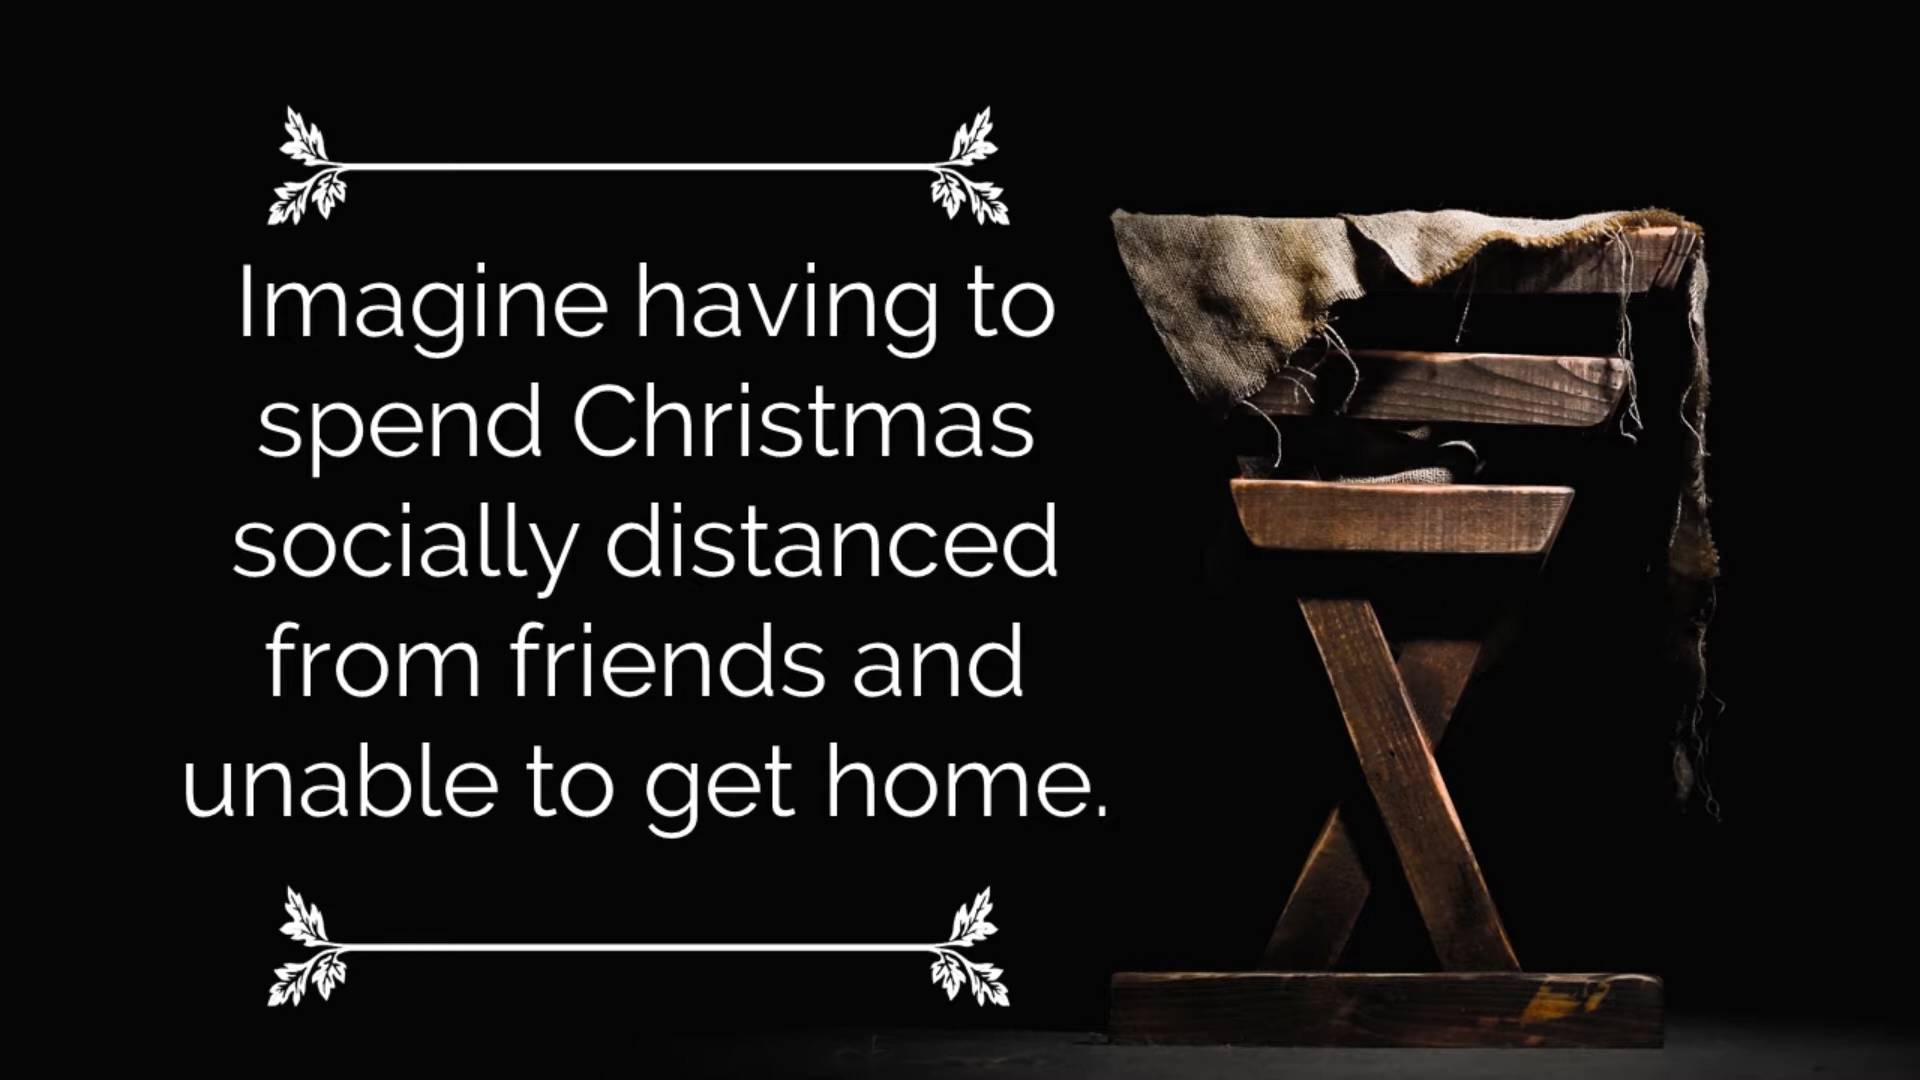 Imagine having to
spend Christmas
socially distanced
from friends and
unable to get home.